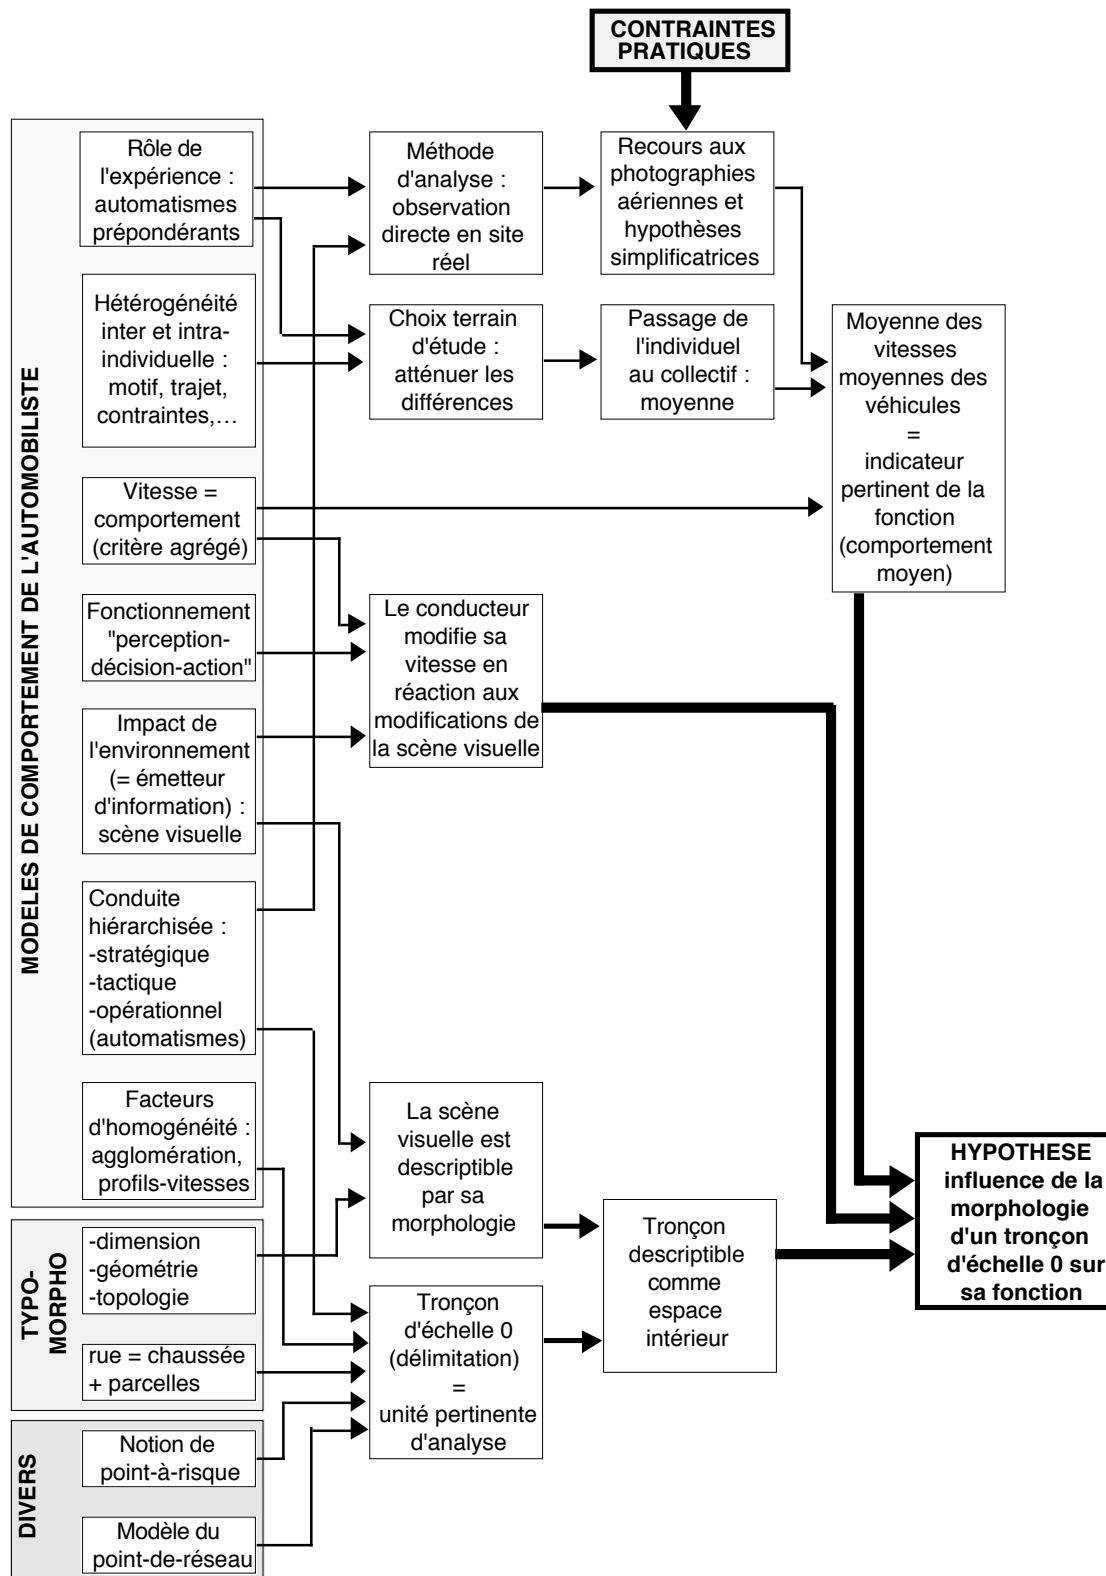 CONTRAINTES
PRATIQUES
MODELES DE COMPORTEMENT DE L'AUTOMOBILISTE
Rôle de
l'expérience :
automatismes
prépondérants
Hétérogénéité
inter et intra-
individuelle :
motif, trajet,
contraintes,…
Vitesse =
comportement
(critère agrégé)
Fonctionnement
"perception-
décision-action"
Impact de
l'environnement
(= émetteur
d'information) :
scène visuelle
Conduite
hiérarchisée :
-stratégique
-tactique
-opérationnel
(automatismes)
Facteurs
d'homogénéité :
agglomération,
profils-vitesses
TYPO-
MORPHO
-dimension
-géométrie
-topologie
rue = chaussée
+ parcelles
DIVERS
Notion de
point-à-risque
Modèle du
point-de-réseau
Méthode
d'analyse :
observation
directe en site
réel
Choix terrain
d'étude :
atténuer les
différences
Le conducteur
modifie sa
vitesse en
réaction aux
modifications de
la scène visuelle
La scène
visuelle est
descriptible
par sa
morphologie
Tronçon
d'échelle 0
(délimitation)
=
unité pertinente
d'analyse
Recours aux
photographies
aériennes et
hypothèses
simplificatrices
Passage de
l'individuel
au collectif :
moyenne
Tronçon
descriptible
comme
espace
intérieur
Moyenne des
vitesses
moyennes des
véhicules
=
indicateur
pertinent de la
fonction
(comportement
moyen)
HYPOTHESE
influence de la
morphologie
d'un tronçon
d'échelle 0 sur
sa fonction